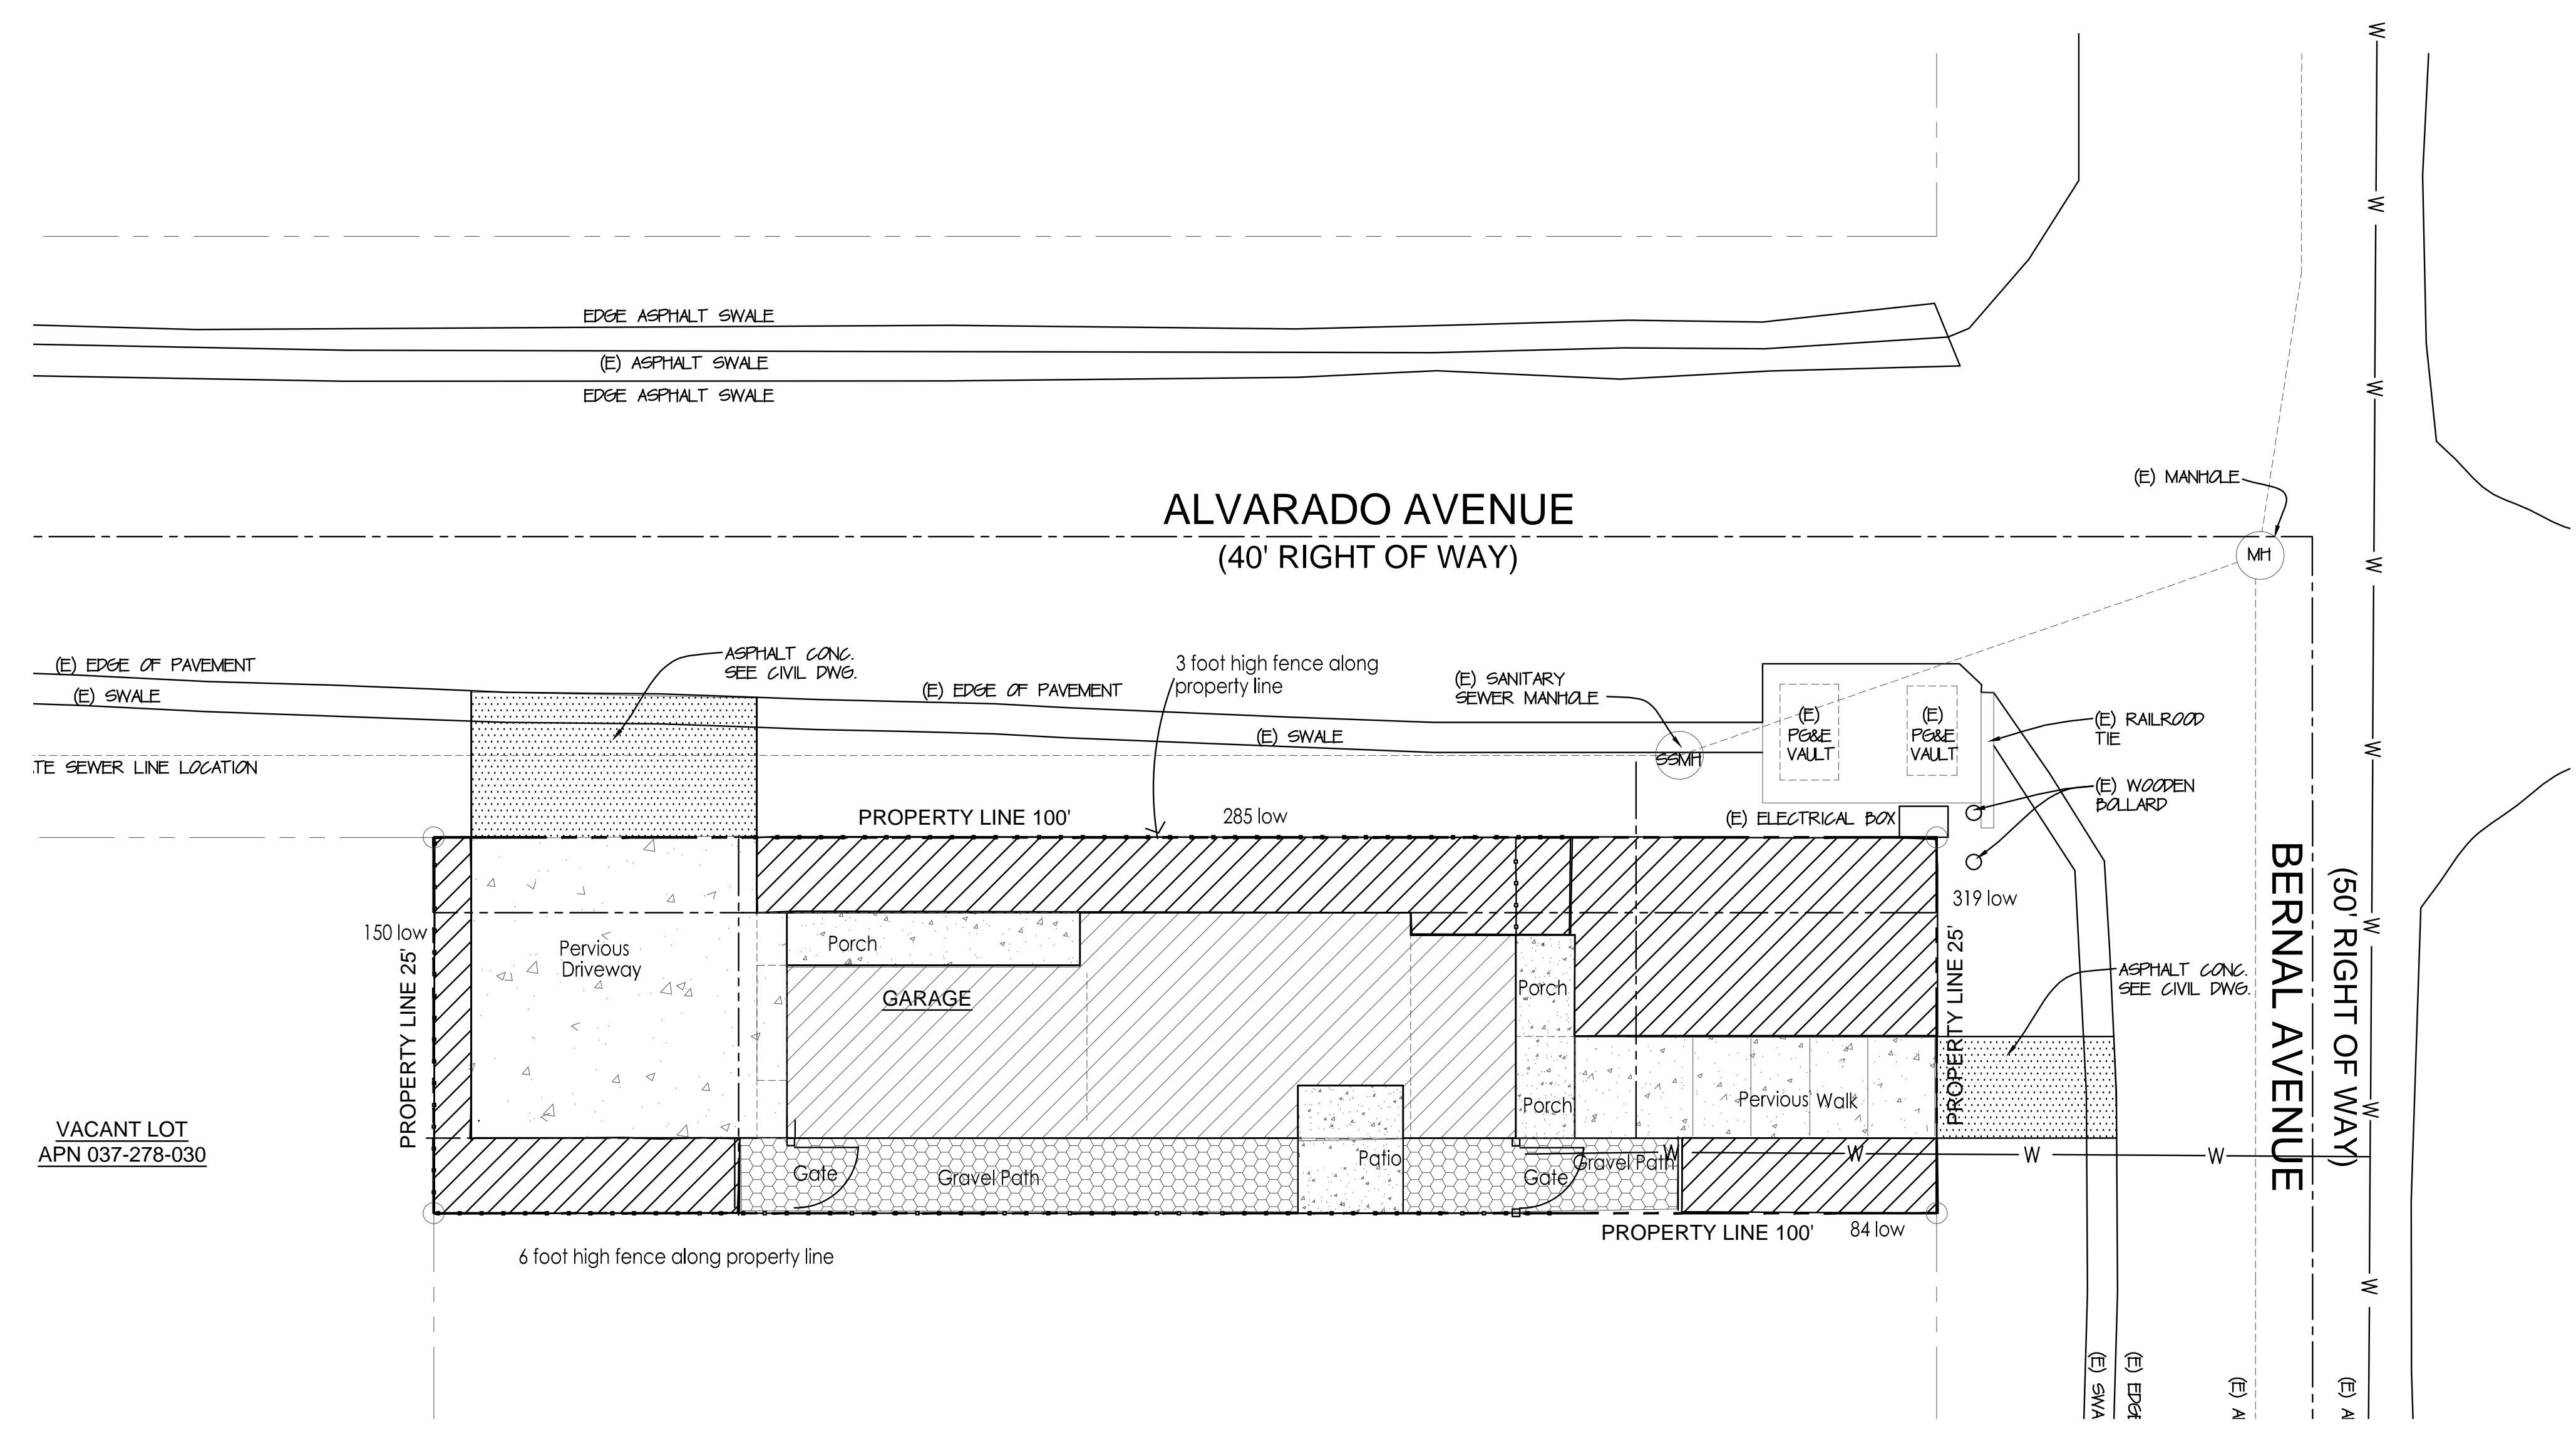 EDGE ASPHALT SWALE
(E) ASPHALT SWALE
EDGE ASPHALT SWALE
ALVARADO AVENUE
(40' RIGHT OF WAY)
(E) MANHOLE
MH
(E) EDGE OF PAVEMENT
(E) SWALE
TE SEWER LINE LOCATION
ASPHALT CONC.
SEE CIVIL DWG.
(E) EDGE OF PAVEMENT
3 foot high fence along
property line
(E) SWALE
(E) SANITARY
SEWER MANHOLE
SSMH
(E)
PG&E
VAULT
(E)
PG&E
VAULT
(E) RAILROOD
TIE
(E) WOODEN
BOLLARD
PROPERTY LINE 100'
285 low
(E) ELECTRICAL BOX
319 low
150 low
PROPERTY LINE 25'
Pervious
Driveway
Porch
GARAGE
Porch
Porch
Pervious Walk
PROPERTY LINE 25'
ASPHALT CONC.
SEE CIVIL DWG.
BERNAL AVENUE
(50' RIGHT OF WAY)
W
W
W
W
W
W
W
W
W
VACANT LOT
APN 037-278-030
Gate
Gravel Path
Patio
Gate
Gravel Path
W
W
W
W
PROPERTY LINE 100'
84 low
6 foot high fence along property line
(E) SWA
(E) EDGE
(E) A
(E) A